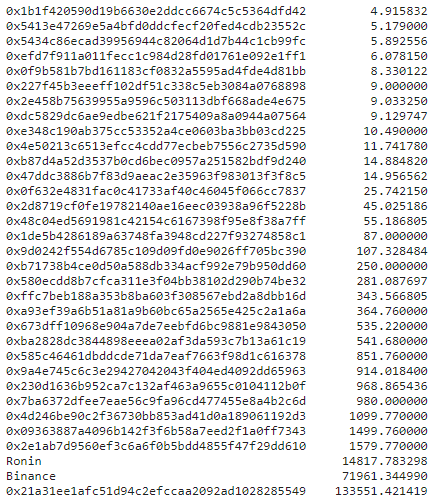 0x1b1f420590d19b6630e2ddcc6674c5c5364dfd42 4.915832
0x5413e47269e5a4bfd0ddcfecf20fed4cdb23552c 5.179000
0x5434c86ecad39956944c82064d1d7b44c1cb99fc 5.892556
0xefd7f911a011fecc1c984d28fd01761e092e1ff1 6.078150
0x0f9b581b7bd161183cf0832a5595ad4fde4d81bb 8.330122
0x227f45b3eeeff102df51c338c5eb3084a0768898 9.000000
0x2e458b75639955a9596c503113dbf668ade4e675 9.033250
0xdc5829dc6ae9edbe621f2175409a8a0944a07564 9.129747
0xe348c190ab375cc53352a4ce0603ba3bb03cd225 10.490000
0x4e50213c6513efcc4cdd77ecbeb7556c2735d590 11.741780
0xb87d4a52d3537b0cd6bec0957a251582bdf9d240 14.884820
0x47ddc3886b7f83d9aeac2e35963f983013f3f8c5 14.956562
0x0f632e4831fac0c41733af40c46045f066cc7837 25.742150
0x2d8719cf0fe19782140ae16eec03938a96f5228b 45.025186
0x48c04ed5691981c42154c6167398f95e8f38a7ff 55.186805
0x1de5b4286189a63748fa3948cd227f93274858c1 87.000000
0x9d0242f554d6785c109d09fd0e9026ff705bc390 107.328484
0xb71738b4ce0d50a588db334acf992e79b950dd60 250.000000
0x580ecdd8b7cfca311e3f04bb38102d290b74be32 281.087697
0xffc7beb188a353b8ba603f308567ebd2a8dbb16d 343.566805
0xa93ef39a6b51a81a9b60bc65a2565e425c2a1a6a 364.760000
0x673dff10968e904a7de7eebfd6bc9881e9843050 535.220000
0xba2828dc3844898eeea02af3da593c7b13a61c19 541.680000
0x585c46461dbddcde71da7eaf7663f98d1c616378 851.760000
0x9a4e745c6c3e29427042043f404ed4092dd65963 914.018400
0x230d1636b952ca7c132af463a9655c0104112b0f 968.865436
0x7ba6372dfee7eae56c9fa96cd477455e8a4b2c6d 980.000000
0x4d246be90c2f36730bb853ad41d0a189061192d3 1099.770000
0x09363887a4096b142f3f6b58a7eed2f1a0ff7343 1499.760000
0x2e1ab7d9560ef3c6a6f0b5bdd4855f47f29dd610 1579.770000
Ronin 14817.783298
Binance 71961.344990
0x21a31ee1afc51d94c2efccaa2092ad1028285549 133551.421419